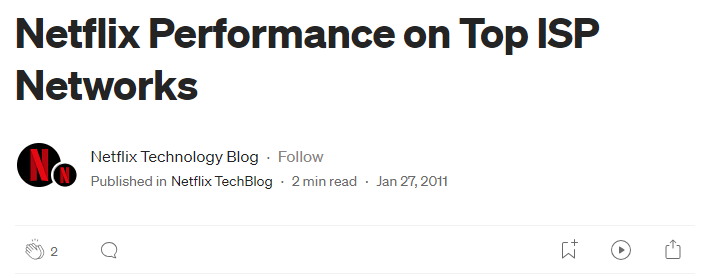 Netflix Performance on Top ISP
Networks
N
N
Netflix Technology Blog · Follow
Published in Netflix TechBlog · 2 min read · Jan 27, 2011
2